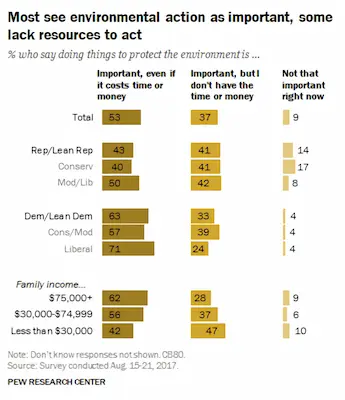 Most see environmental action as important, some
lack resources to act
% who say doing things to protect the environment is ...
Important, even if it costs time or money
Important, but I don't have the time or money
Not that important right now
Total 53 37 9
Rep/Lean Rep 43 41 14
Conserv 40 41 17
Mod/Lib 50 42 8
Dem/Lean Dem 63 33 4
Cons/Mod 57 39 4
Liberal 71 24 4
Family income...
$75,000+ 62 28 9
$30,000-$74,999 56 37 6
Less than $30,000 42 47 10
Note: Don't know responses not shown. CB80.
Source: Survey conducted Aug. 15-21, 2017.
PEW RESEARCH CENTER